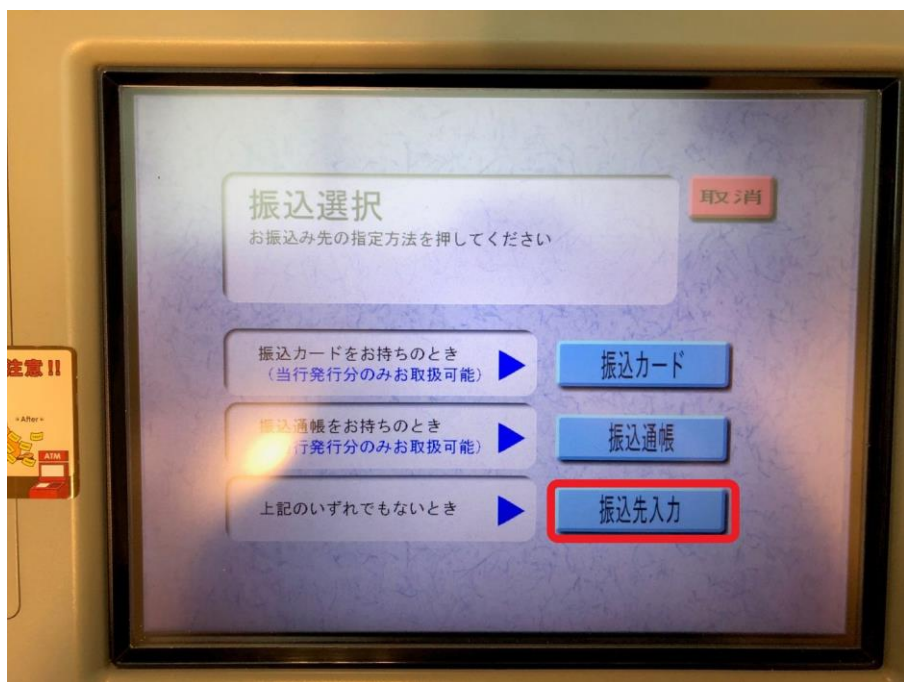 振込選択
取消
お振込み先の指定方法を押してください
振込カードをお持ちのとき
(当行発行分のみお取扱可能)
振込カード
振込通帳をお持ちのとき
行発行分のみお取扱可能)
振込通帳
上記のいずれでもないとき
振込先入力
注意!!
After
ATM